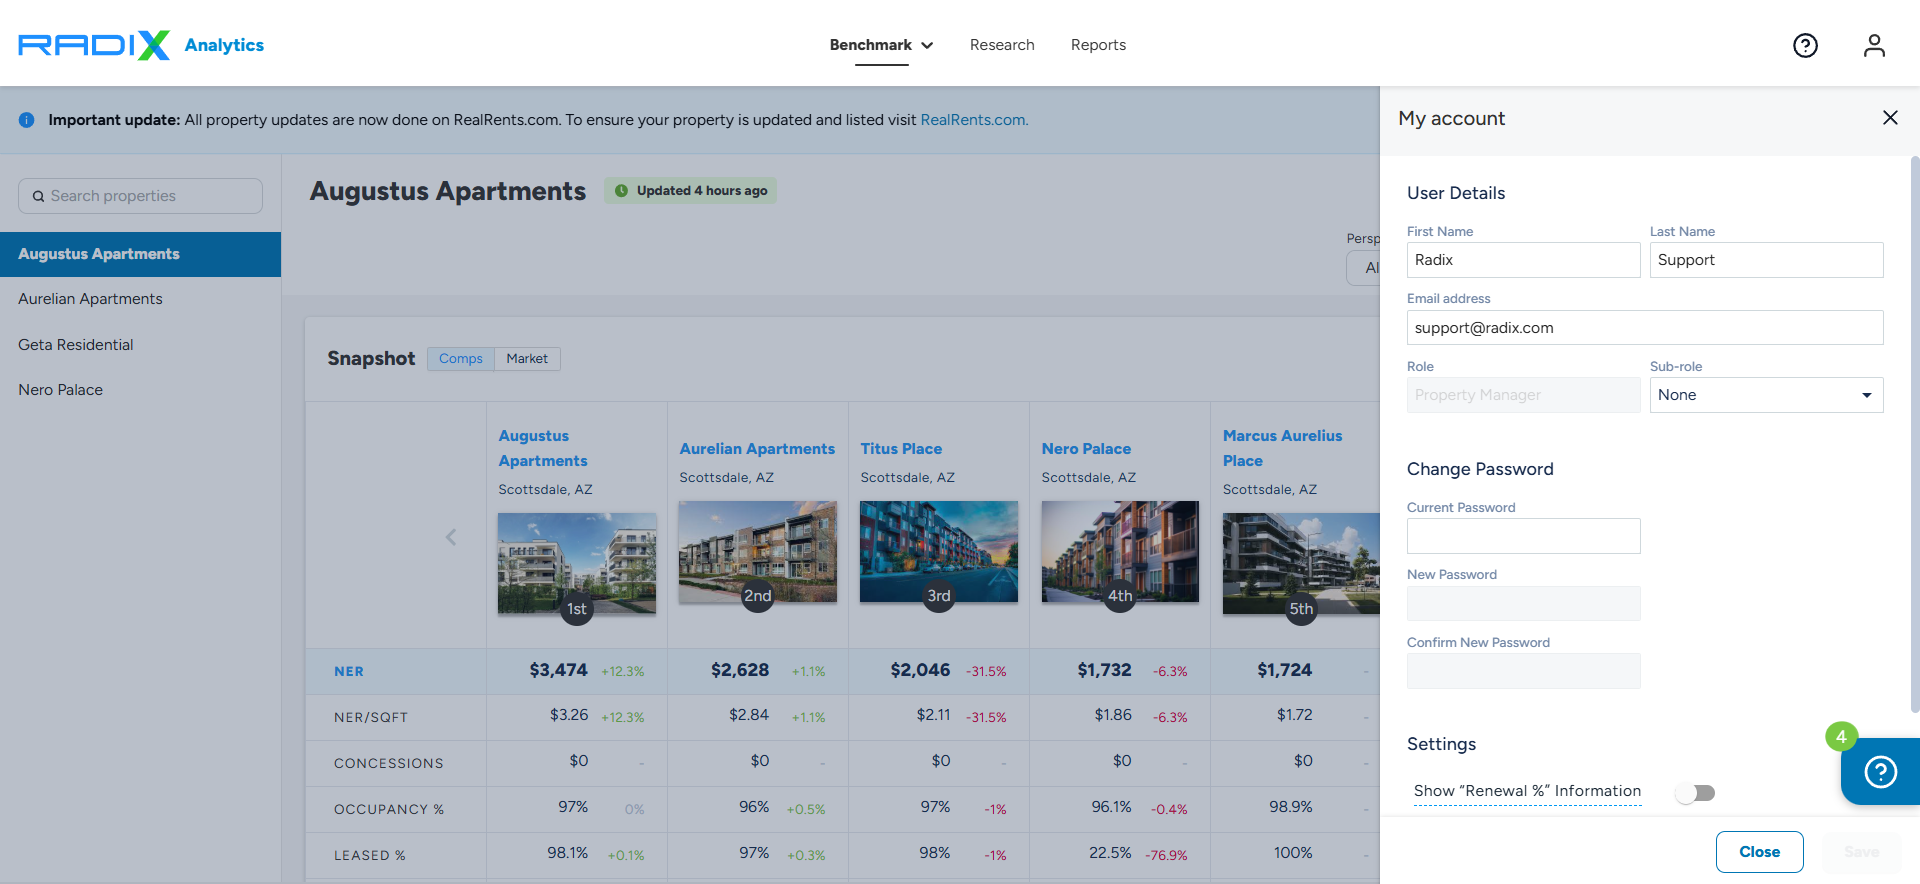 RADIX Analytics
Benchmark
Research
Reports
Important update: All property updates are now done on RealRents.com. To ensure your property is updated and listed visit RealRents.com.
Search properties
Augustus Apartments
Aurelian Apartments
Geta Residential
Nero Palace
Augustus Apartments
Updated 4 hours ago
Persp
Al
Snapshot
Comps
Market
Augustus
Apartments
Scottsdale, AZ
1st
Aurelian Apartments
Scottsdale, AZ
2nd
Titus Place
Scottsdale, AZ
3rd
Nero Palace
Scottsdale, AZ
4th
Marcus Aurelius
Place
Scottsdale, AZ
5th
NER $3,474 +12.3% $2,628 +1.1% $2,046 -31.5% $1,732 -6.3% $1,724 -
NER/SQFT $3.26 +12.3% $2.84 +1.1% $2.11 -31.5% $1.86 -6.3% $1.72 -
CONCESSIONS $0 - $0 - $0 - $0 - $0 -
OCCUPANCY % 97% 0% 96% +0.5% 97% -1% 96.1% -0.4% 98.9% -
LEASED % 98.1% +0.1% 97% +0.3% 98% -1% 22.5% -76.9% 100% -
My account
User Details
First Name
Radix
Last Name
Support
Email address
support@radix.com
Role
Property Manager
Sub-role
None
Change Password
Current Password
New Password
Confirm New Password
Settings
Show “Renewal %” Information
4
Close
Save